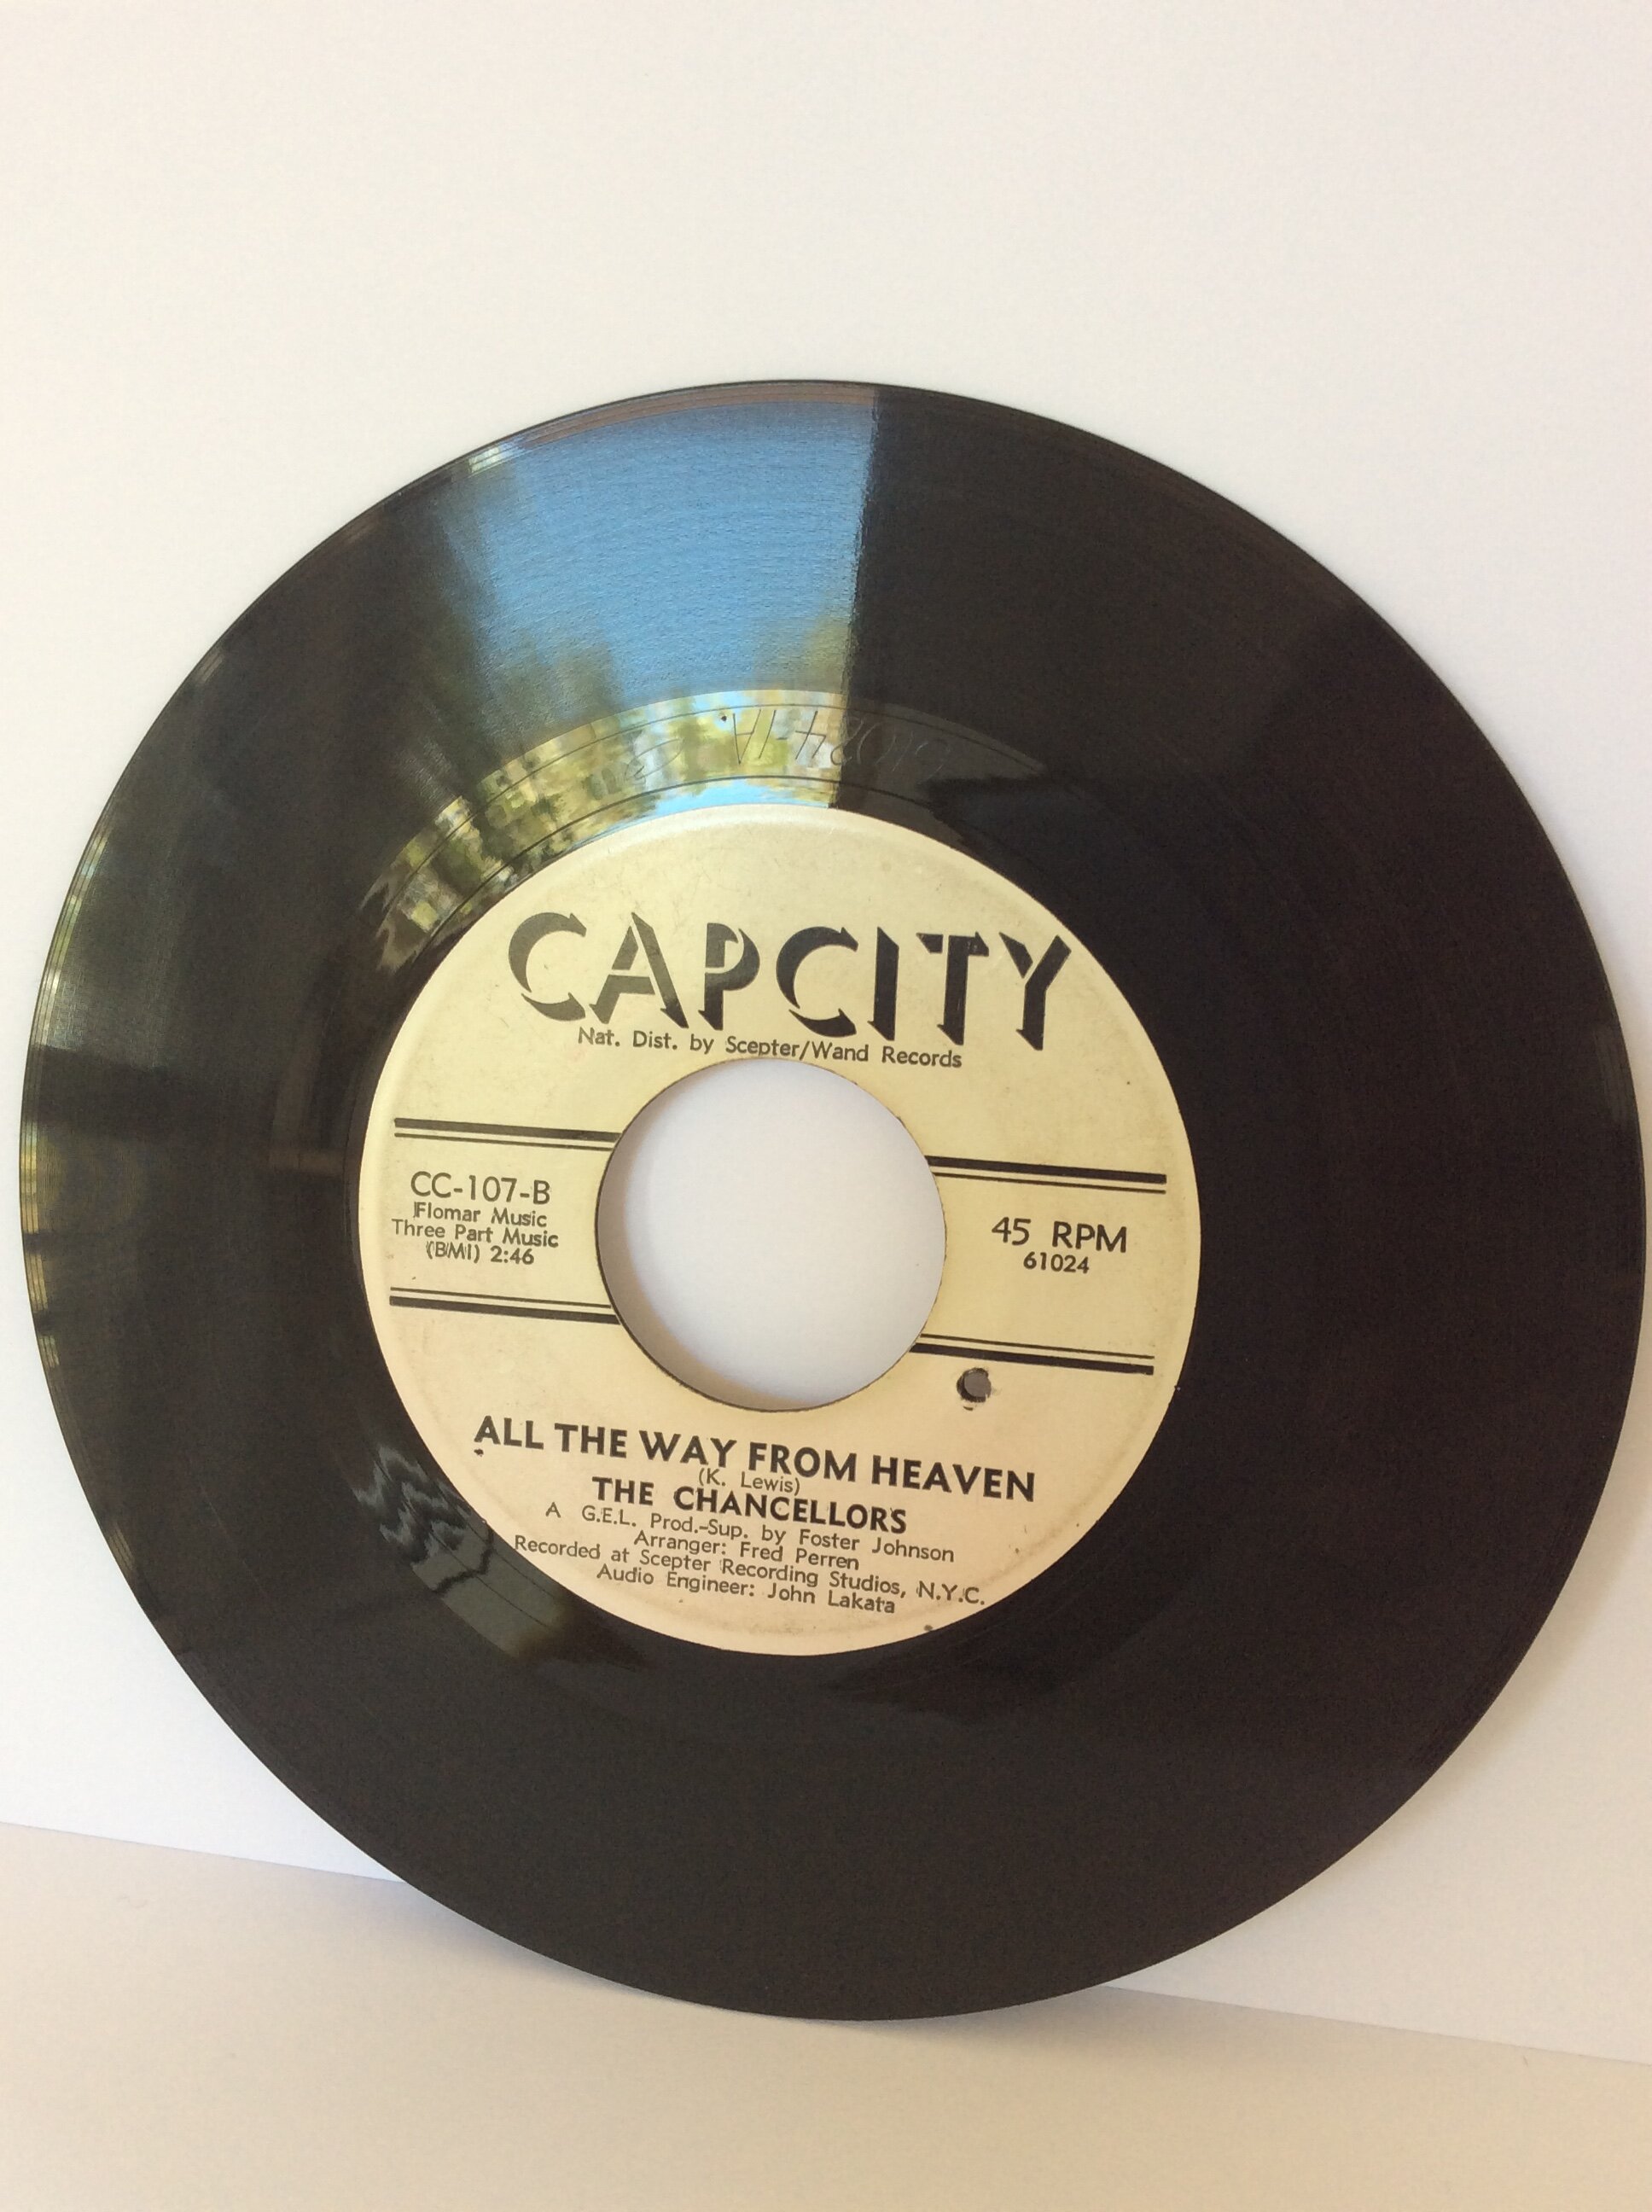 CAPCITY
Nat. Dist. by Scepter/Wand Records
CC-107-B
Flomar Music
Three Part Music
(BMI) 2:46
45 RPM
61024
ALL THE WAY FROM HEAVEN
(K. Lewis)
THE CHANCELLORS
A G.E.L. Prod.-Sup. by Foster Johnson
Arranger: Fred Perren
Recorded at Scepter Recording Studios, N.Y.C.
Audio Engineer: John Lakata